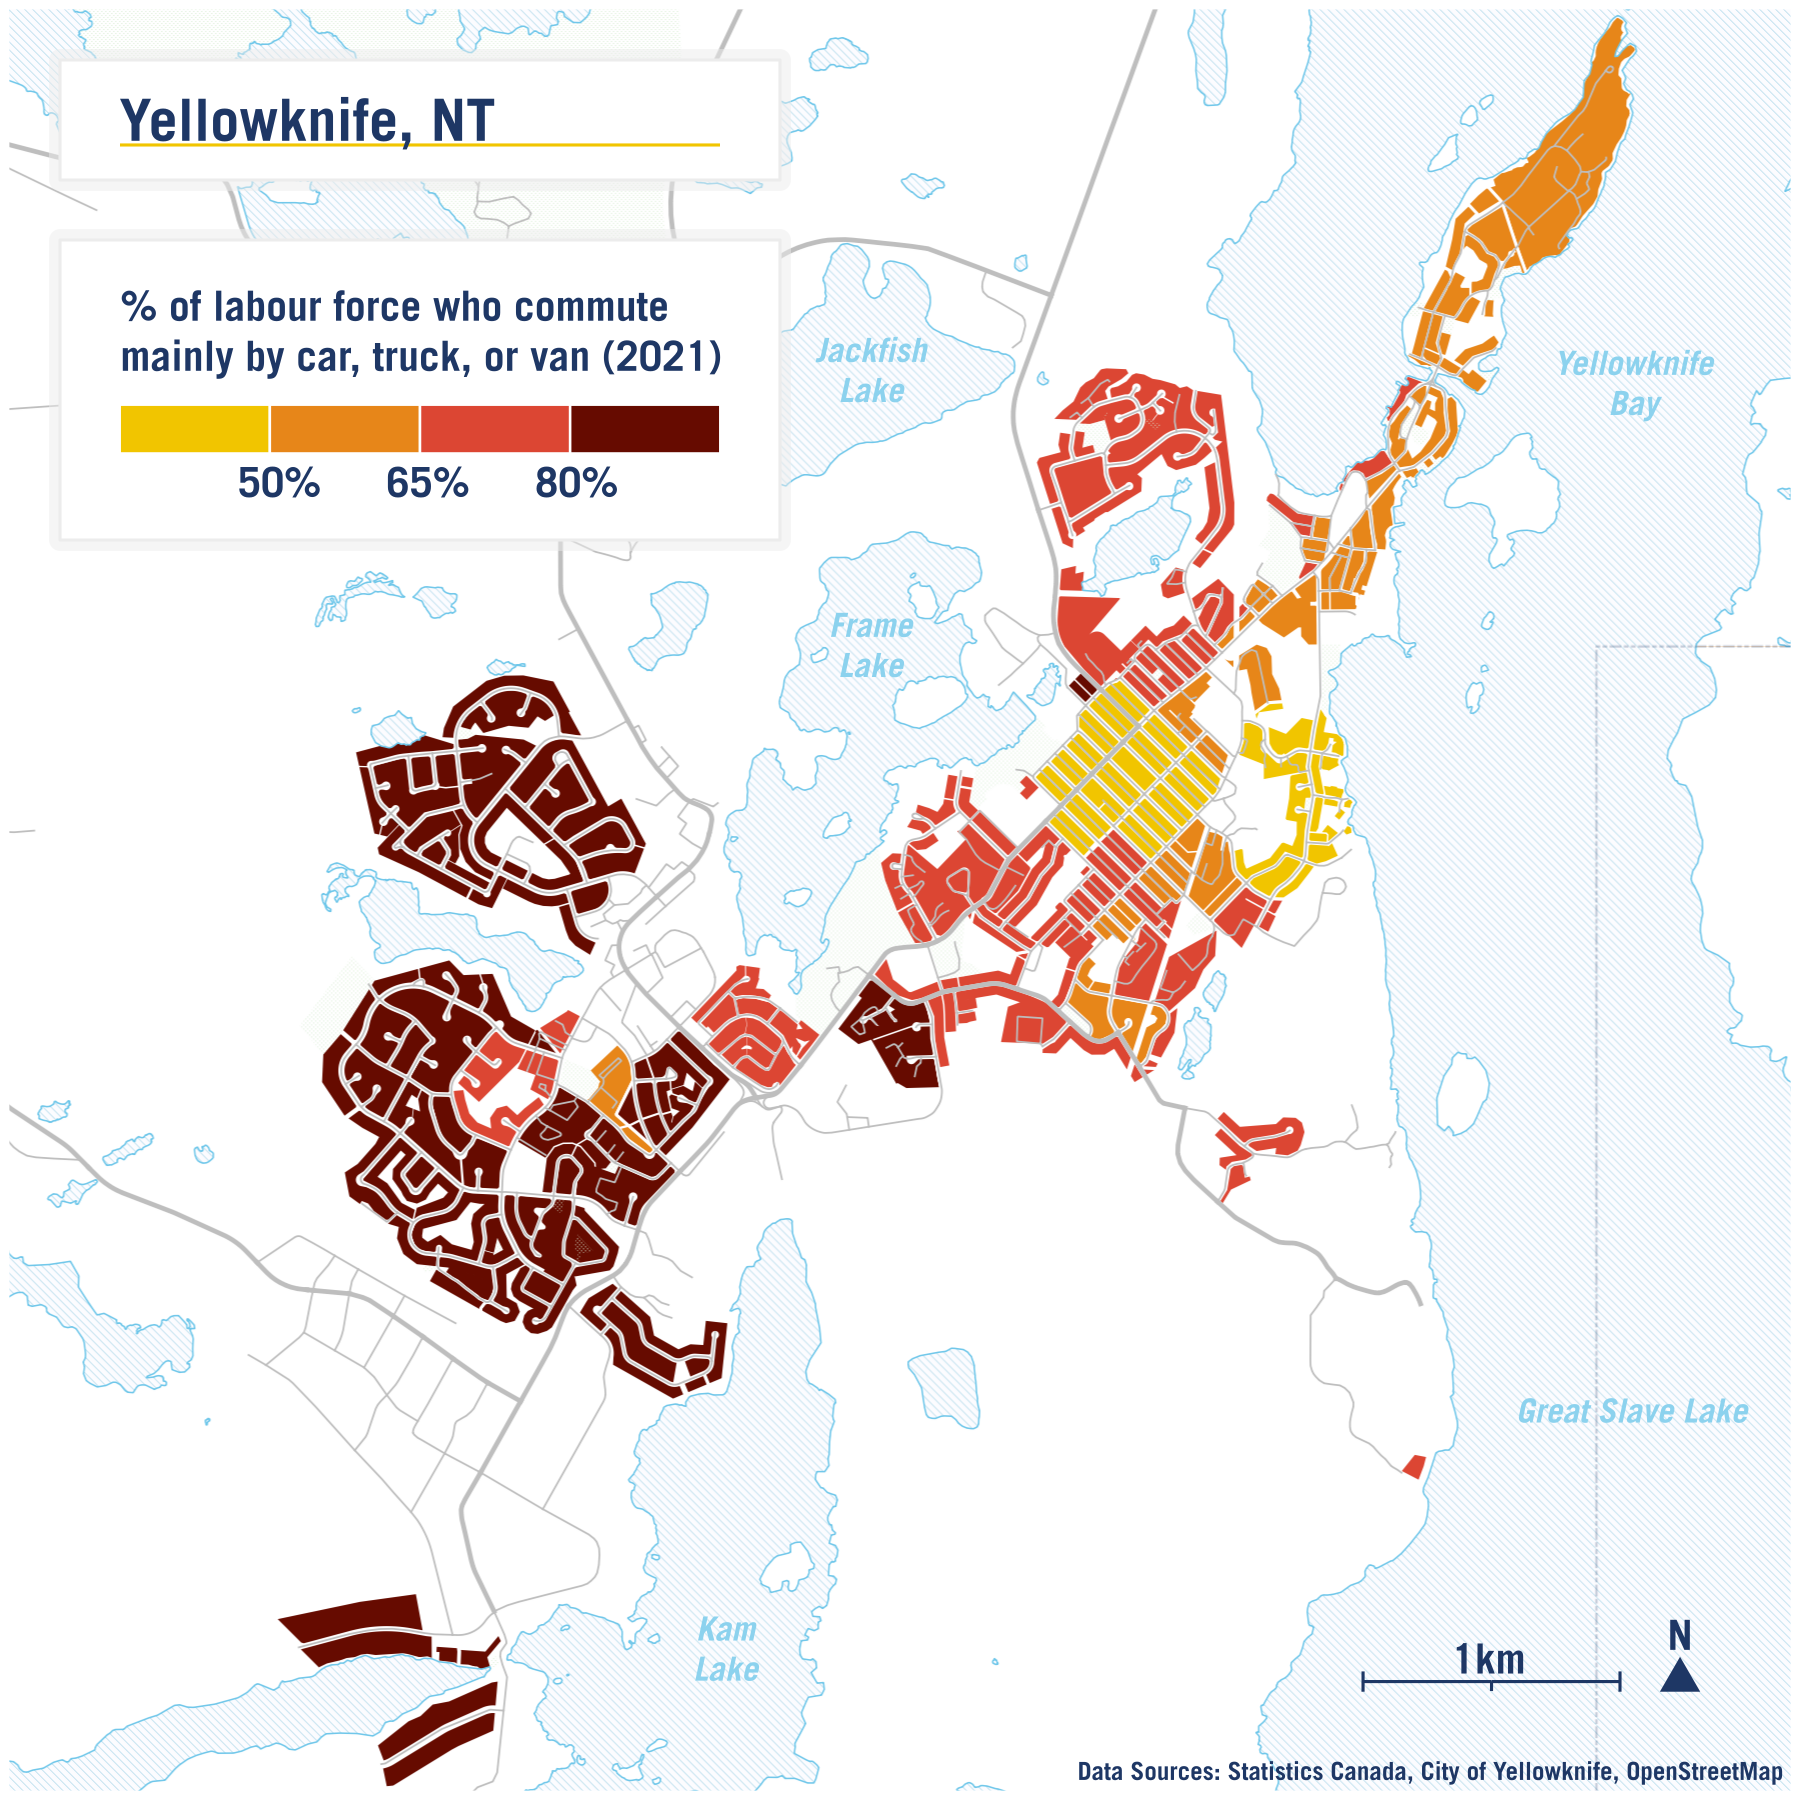 Yellowknife, NT
% of labour force who commute
mainly by car, truck, or van (2021)
50% 65% 80%
Jackfish
Lake
Yellowknife
Bay
Frame
Lake
Great Slave Lake
Kam
Lake
1km
N
Data Sources: Statistics Canada, City of Yellowknife, OpenStreetMap